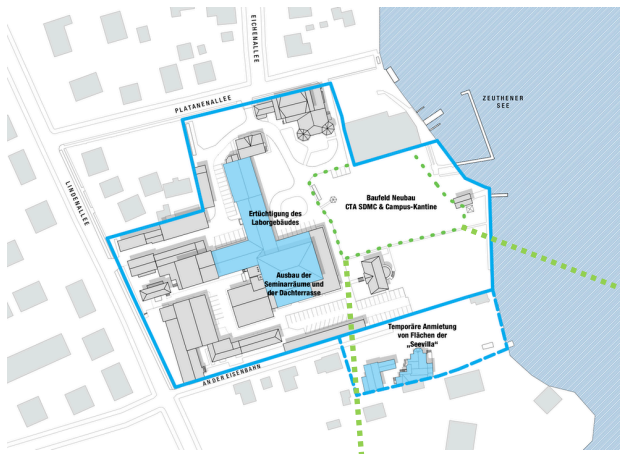 EICHENALLEE
PLATANENALLEE
ZEUTHENER
SEE
LINDENALLEE
Baufeld Neubau
CTA SDMC & Campus-Kantine
Ertüchtigung des
Laborgebäudes
Ausbau der
Seminarräume und
der Dachterrasse
Temporäre Anmietung
von Flächen der
„Seevilla“
AN DER EISENBAHN